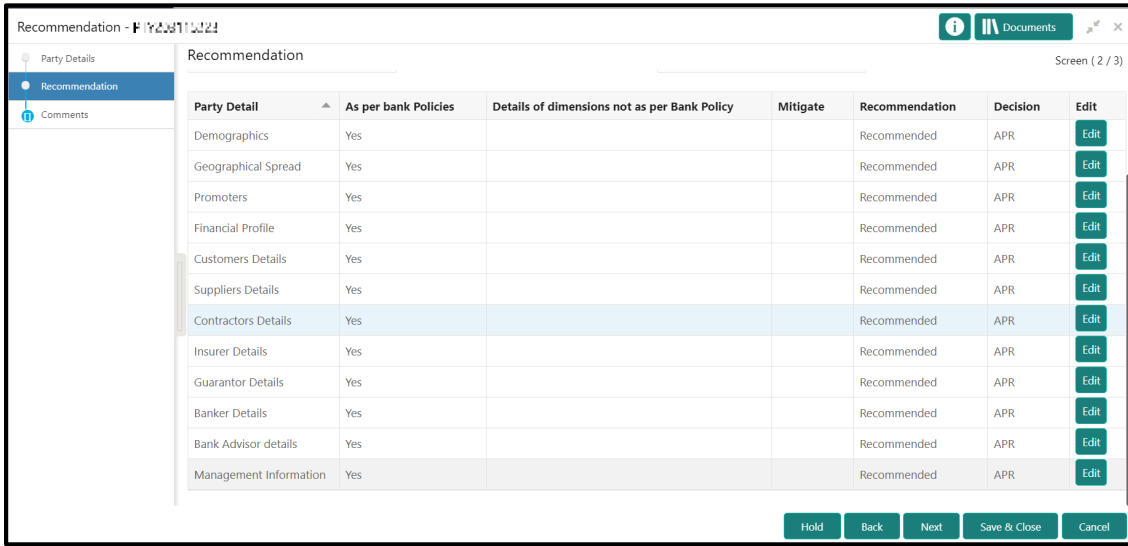 Recommendation -
Documents
Party Details
Recommendation
Comments
Recommendation
Screen ( 2 / 3)
Party Detail As per bank Policies Details of dimensions not as per Bank Policy Mitigate Recommendation Decision Edit
Demographics Yes Recommended APR Edit
Geographical Spread Yes Recommended APR Edit
Promoters Yes Recommended APR Edit
Financial Profile Yes Recommended APR Edit
Customers Details Yes Recommended APR Edit
Suppliers Details Yes Recommended APR Edit
Contractors Details Yes Recommended APR Edit
Insurer Details Yes Recommended APR Edit
Guarantor Details Yes Recommended APR Edit
Banker Details Yes Recommended APR Edit
Bank Advisor details Yes Recommended APR Edit
Management Information Yes Recommended APR Edit
Hold Back Next Save & Close Cancel